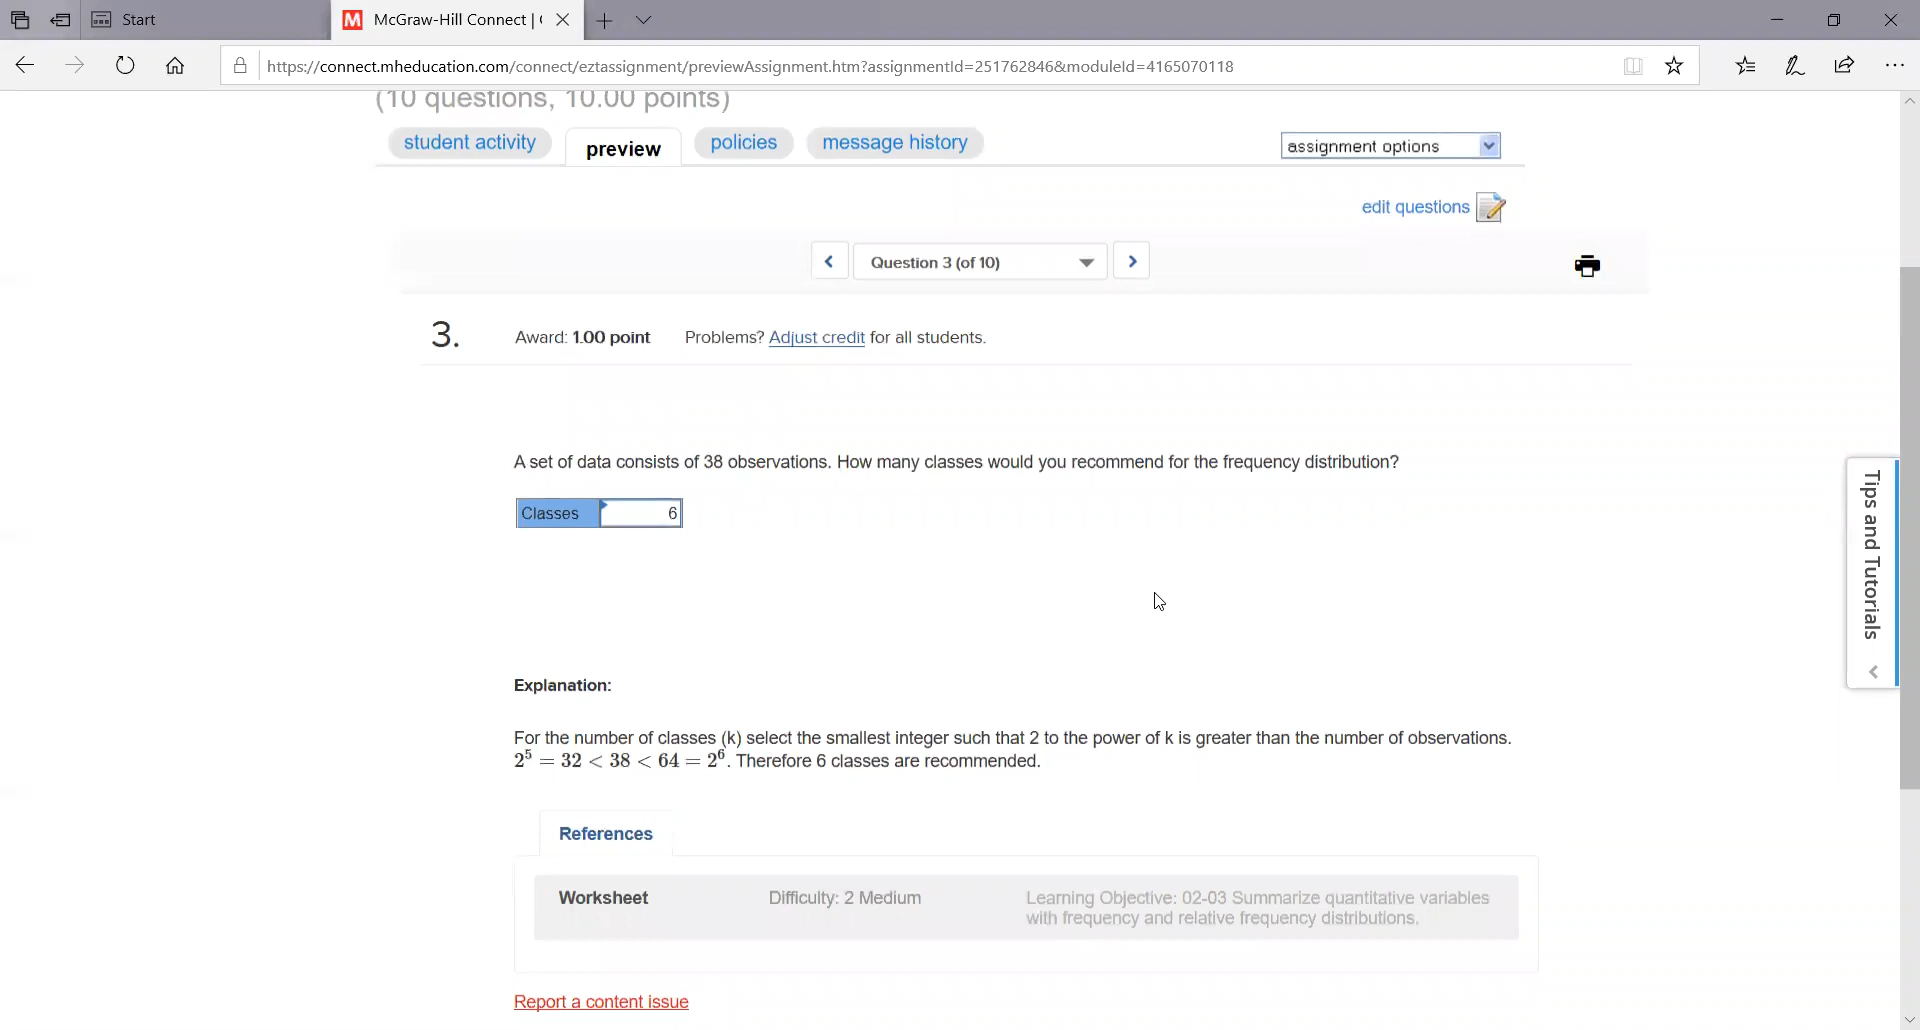 Start
McGraw-Hill Connect | (
https://connect.mheducation.com/connect/eztassignment/previewAssignment.htm?assignmentId=251762846&moduleId=4165070118
(10 questions, 10.00 points)
student activity
preview
policies
message history
assignment options
edit questions
Question 3 (of 10)
3.
Award: 1.00 point
Problems? Adjust credit for all students.
A set of data consists of 38 observations. How many classes would you recommend for the frequency distribution?
Classes 6
Tips and Tutorials
Explanation:
For the number of classes (k) select the smallest integer such that 2 to the power of k is greater than the number of observations.
2⁵ = 32 < 38 < 64 = 2⁶. Therefore 6 classes are recommended.
References
Worksheet
Difficulty: 2 Medium
Learning Objective: 02-03 Summarize quantitative variables
with frequency and relative frequency distributions.
Report a content issue